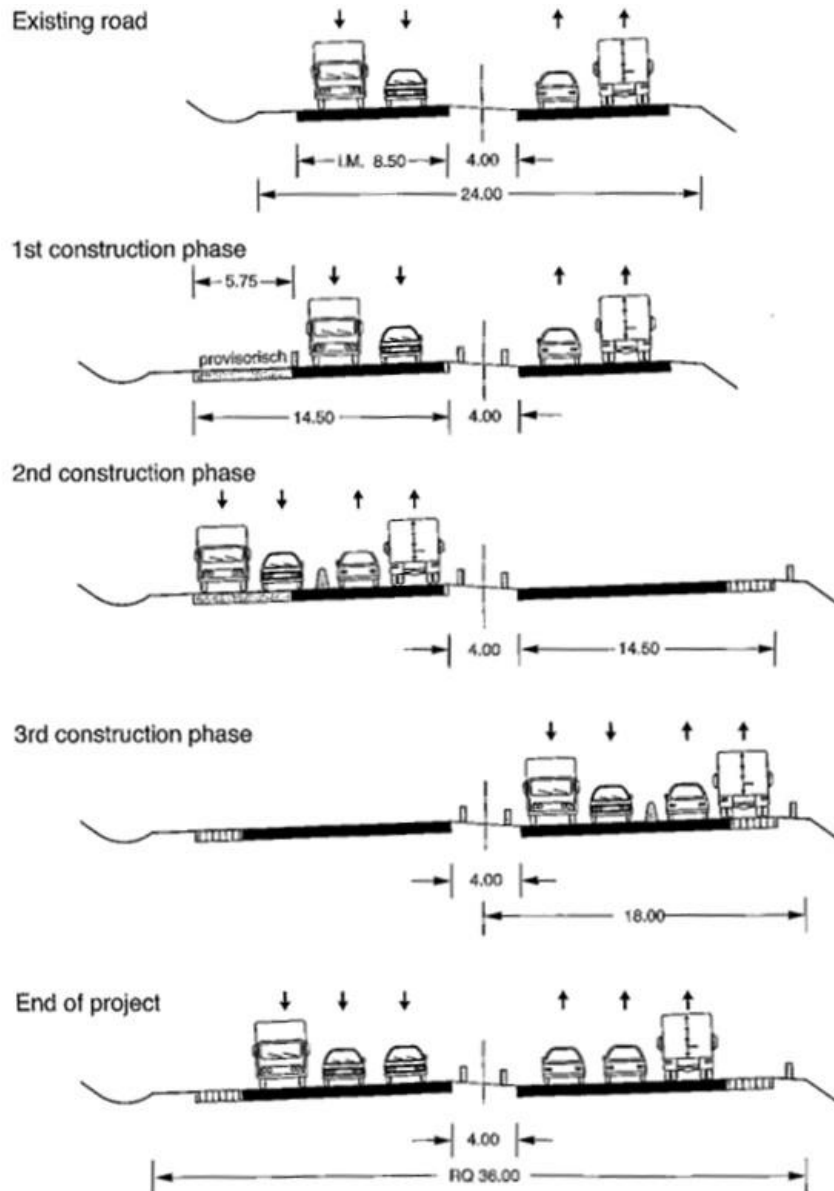 Existing road
I.M. 8.50
4.00
24.00
1st construction phase
5.75
provisorisch
14.50
4.00
2nd construction phase
4.00
14.50
3rd construction phase
4.00
18.00
End of project
4.00
RQ 36.00